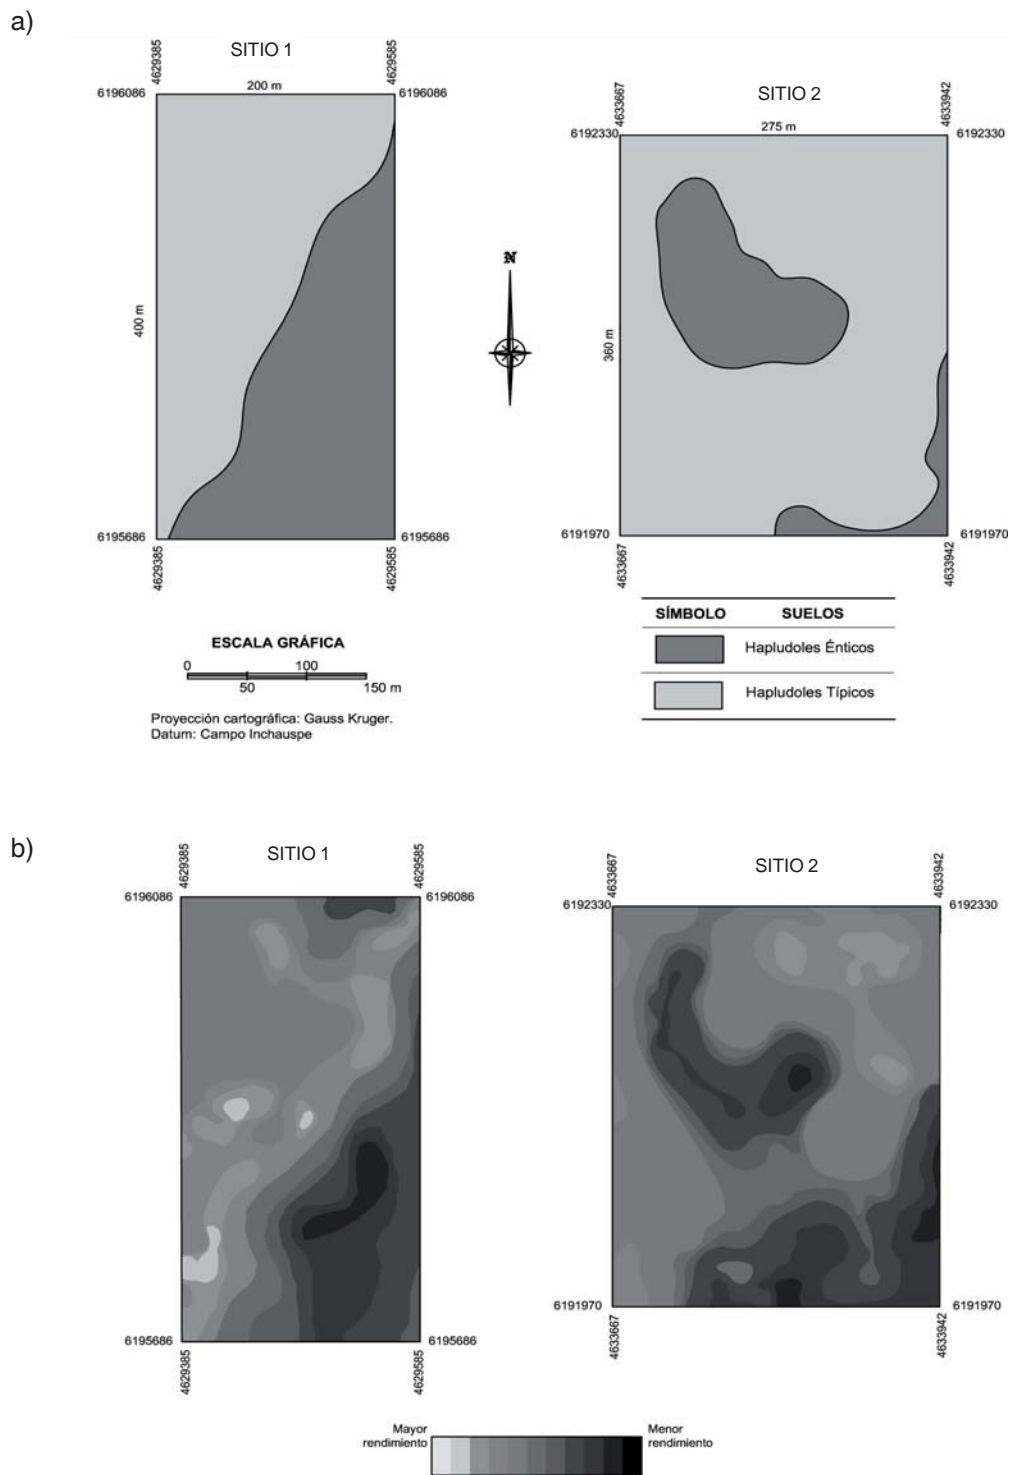 a)
SITIO 1
4629385
4629585
6196086
200 m
6196086
400 m
6195686
6195686
4629385
4629585
N
SITIO 2
4633667
4633942
6192330
275 m
6192330
360 m
6191970
6191970
4633667
4633942
ESCALA GRÁFICA
0 100
50 150 m
Proyección cartográfica: Gauss Kruger.
Datum: Campo Inchauspe
SÍMBOLO SUELOS
Hapludoles Énticos
Hapludoles Típicos
b)
SITIO 1
4629385
4629585
6196086
6196086
6195686
6195686
4629385
4629585
SITIO 2
4633667
4633942
6192330
6192330
6191970
6191970
4633667
4633942
Mayor
rendimiento
Menor
rendimiento